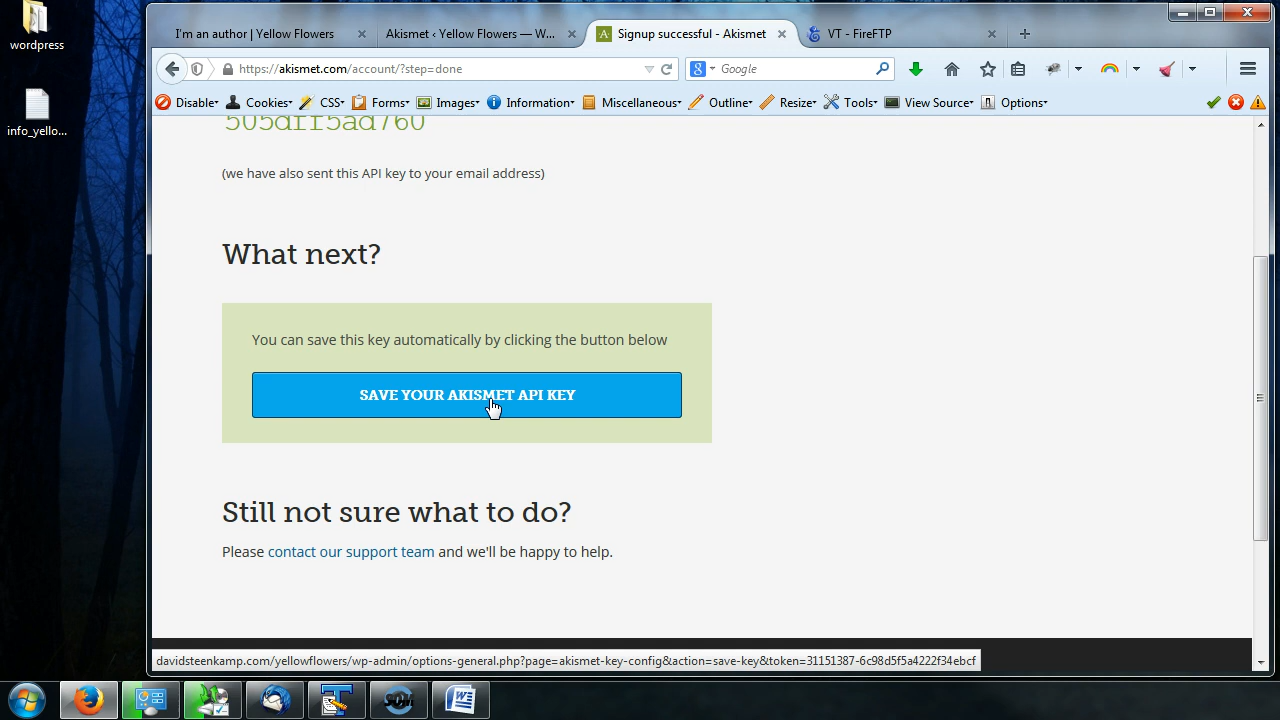 wordpress
info_yello...
I'm an author | Yellow Flowers
Akismet ‹ Yellow Flowers — W...
Signup successful - Akismet
VT - FireFTP
https://akismet.com/account/?step=done
Google
Disable
Cookies
CSS
Forms
Images
Information
Miscellaneous
Outline
Resize
Tools
View Source
Options
505dff5ad760
(we have also sent this API key to your email address)
What next?
You can save this key automatically by clicking the button below
SAVE YOUR AKISMET API KEY
Still not sure what to do?
Please contact our support team and we'll be happy to help.
davidsteenkamp.com/yellowflowers/wp-admin/options-general.php?page=akismet-key-config&action=save-key&token=31151387-6c98d5f5a4222f34ebcf